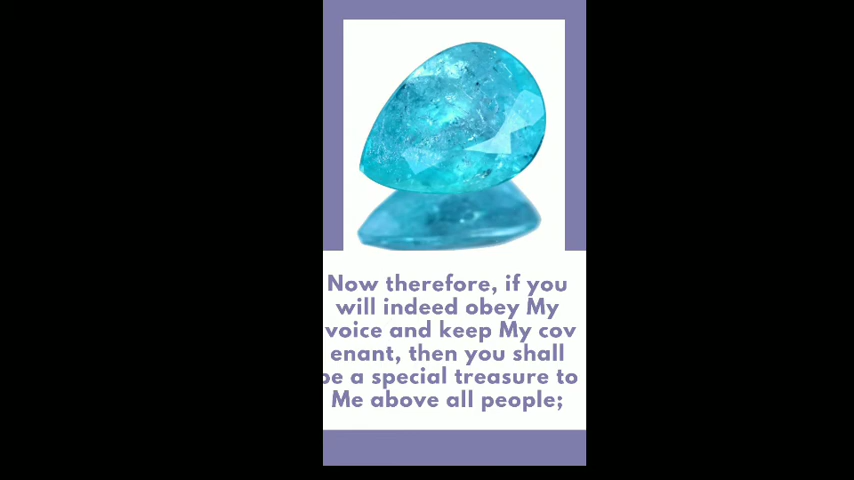 Now therefore, if you
will indeed obey My
voice and keep My cov
enant, then you shall
be a special treasure to
Me above all people;